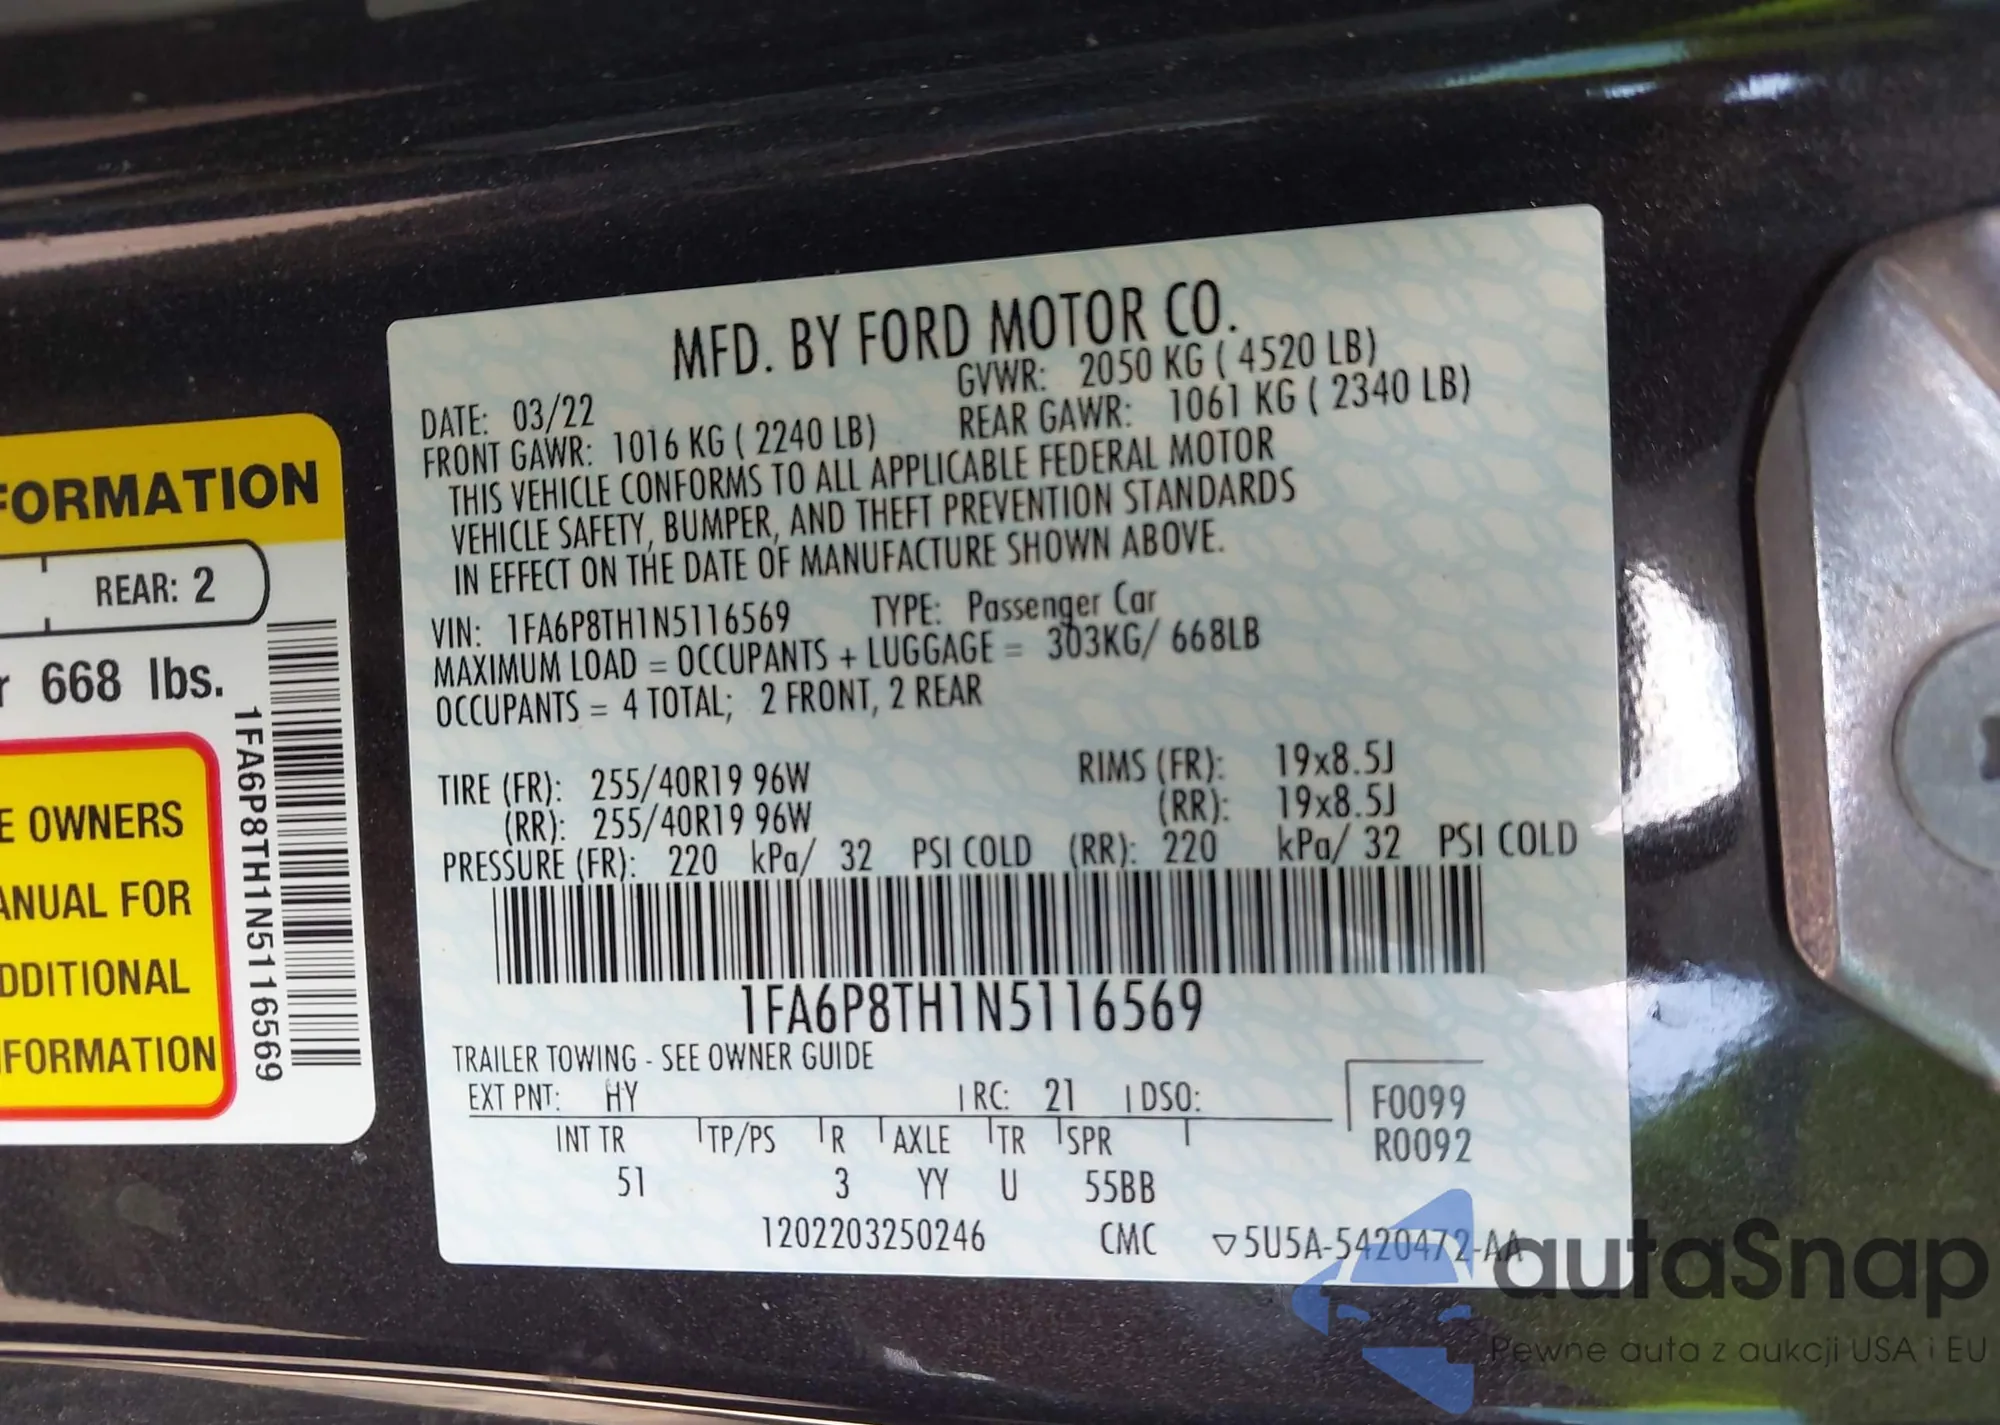 FORMATION
REAR: 2
668 lbs.
E OWNERS
ANUAL FOR
DDITIONAL
FORMATION
1FA6P8TH1N5116569
MFD. BY FORD MOTOR CO.
DATE: 03/22 GVWR: 2050 KG ( 4520 LB)
FRONT GAWR: 1016 KG ( 2240 LB) REAR GAWR: 1061 KG ( 2340 LB)
THIS VEHICLE CONFORMS TO ALL APPLICABLE FEDERAL MOTOR
VEHICLE SAFETY, BUMPER, AND THEFT PREVENTION STANDARDS
IN EFFECT ON THE DATE OF MANUFACTURE SHOWN ABOVE.
VIN: 1FA6P8TH1N5116569 TYPE: Passenger Car
MAXIMUM LOAD = OCCUPANTS + LUGGAGE = 303KG/ 668LB
OCCUPANTS = 4 TOTAL; 2 FRONT, 2 REAR
TIRE (FR): 255/40R19 96W RIMS (FR): 19x8.5J
(RR): 255/40R19 96W (RR): 19x8.5J
PRESSURE (FR): 220 kPa/ 32 PSI COLD (RR): 220 kPa/ 32 PSI COLD
1FA6P8TH1N5116569
TRAILER TOWING - SEE OWNER GUIDE
EXT PNT: HY RC: 21 DSO: F0099
INT TR TP/PS R AXLE TR SPR R0092
51 3 YY U 55BB
1202203250246 CMC ▽5U5A-5420472-AA
autaSnap
Pewne auta z aukcji USA i EU